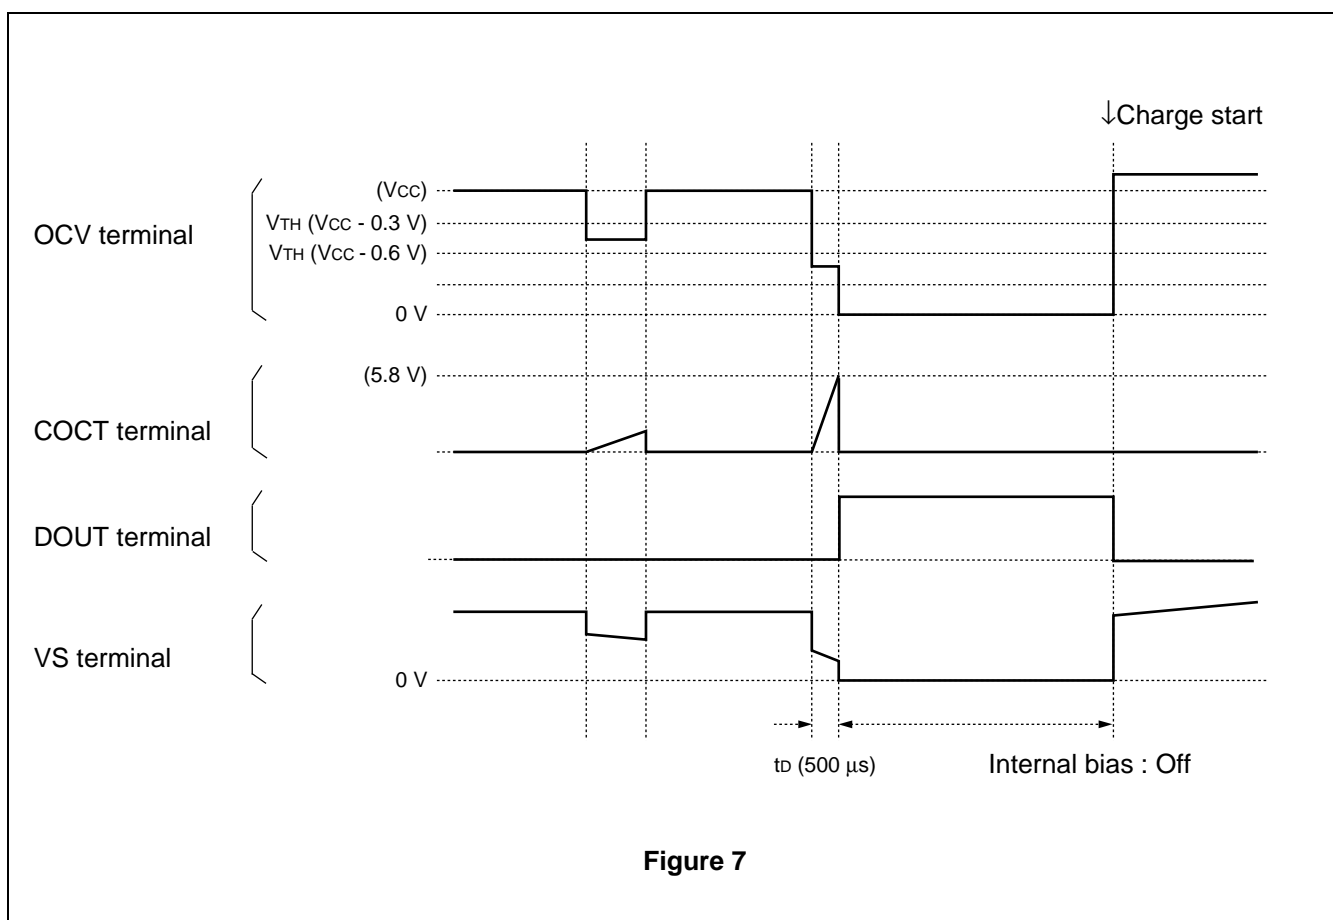 ↓Charge start
OCV terminal
(VCC)
VTH (VCC - 0.3 V)
VTH (VCC - 0.6 V)
0 V
COCT terminal
(5.8 V)
DOUT terminal
VS terminal
0 V
tD (500 µs)
Internal bias : Off
Figure 7